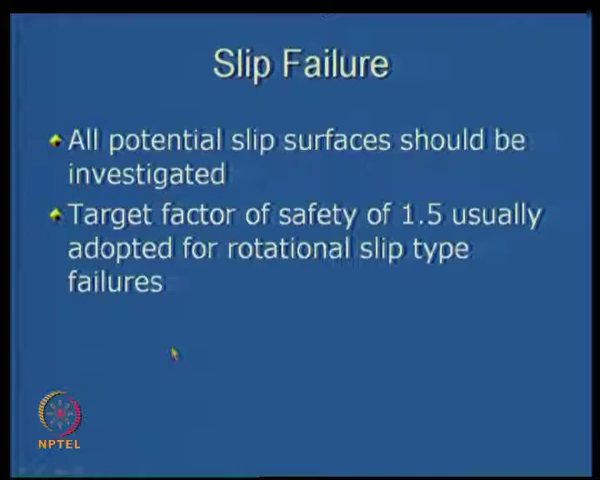 Slip Failure
All potential slip surfaces should be
investigated
Target factor of safety of 1.5 usually
adopted for rotational slip type
failures
NPTEL